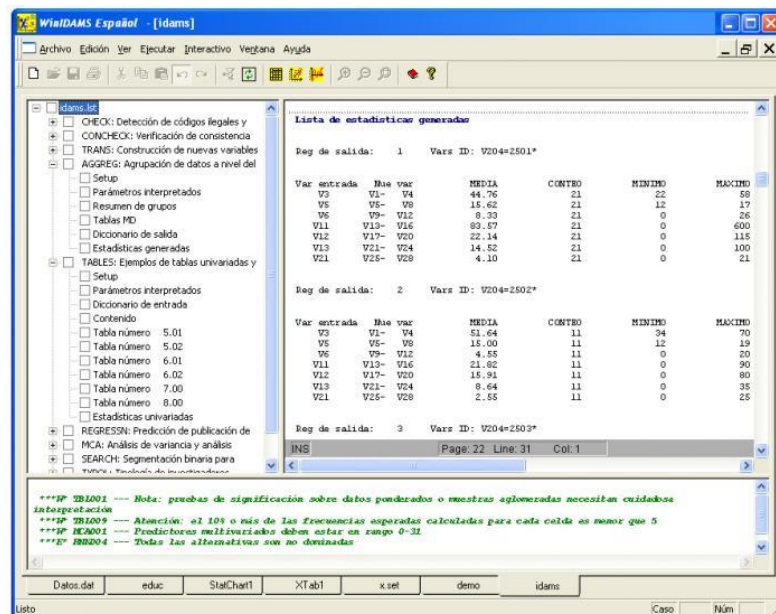 WinIDAMS Español - [idams]
Archivo Edición Ver Ejecutar Interactivo Ventana Ayuda
idams.lst
CHECK: Detección de códigos ilegales y
CONCHECK: Verificación de consistencia
TRANS: Construcción de nuevas variables
AGGREG: Agrupación de datos a nivel del
Setup
Parámetros interpretados
Resumen de grupos
Tablas MD
Diccionario de salida
Estadísticas generadas
TABLES: Ejemplos de tablas univariadas y
Setup
Parámetros interpretados
Diccionario de entrada
Contenido
Tabla número 5.01
Tabla número 5.02
Tabla número 6.01
Tabla número 6.02
Tabla número 7.00
Tabla número 8.00
Estadísticas univariadas
REGRESSN: Predicción de publicación de
MCA: Análisis de variancia y análisis
SEARCH: Segmentación binaria para
TYPOL: Tipología de investigadores
Lista de estadísticas generadas
Reg de salida: 1 Vars ID: V204=2501*
Var entrada Nue var MEDIA CONTEO MINIMO MAXIMO
V3 V1- V4 44.76 21 22 58
V5 V5- V8 15.62 21 12 17
V6 V9- V12 8.33 21 0 26
V11 V13- V16 83.57 21 0 600
V12 V17- V20 22.14 21 0 115
V13 V21- V24 14.52 21 0 100
V21 V25- V28 4.10 21 0 21
Reg de salida: 2 Vars ID: V204=2502*
Var entrada Nue var MEDIA CONTEO MINIMO MAXIMO
V3 V1- V4 51.64 11 34 70
V5 V5- V8 15.00 11 12 19
V6 V9- V12 4.55 11 0 20
V11 V13- V16 21.82 11 0 90
V12 V17- V20 15.91 11 0 80
V13 V21- V24 8.64 11 0 35
V21 V25- V28 2.55 11 0 25
Reg de salida: 3 Vars ID: V204=2503*
INS Page: 22 Line: 31 Col: 1
***W* TBL001 --- Nota: pruebas de significación sobre datos ponderados o muestras aglomeradas necesitan cuidadosa
interpretación
***W* TBL009 --- Atención: el 10% o más de las frecuencias esperadas calculadas para cada celda es menor que 5
***W* MCA001 --- Predictores multivariados deben estar en rango 0-31
--- Todas las alternativas son no dominadas
Datos.dat educ StatChart1 XTab1 x.set demo idams
Listo Caso Núm